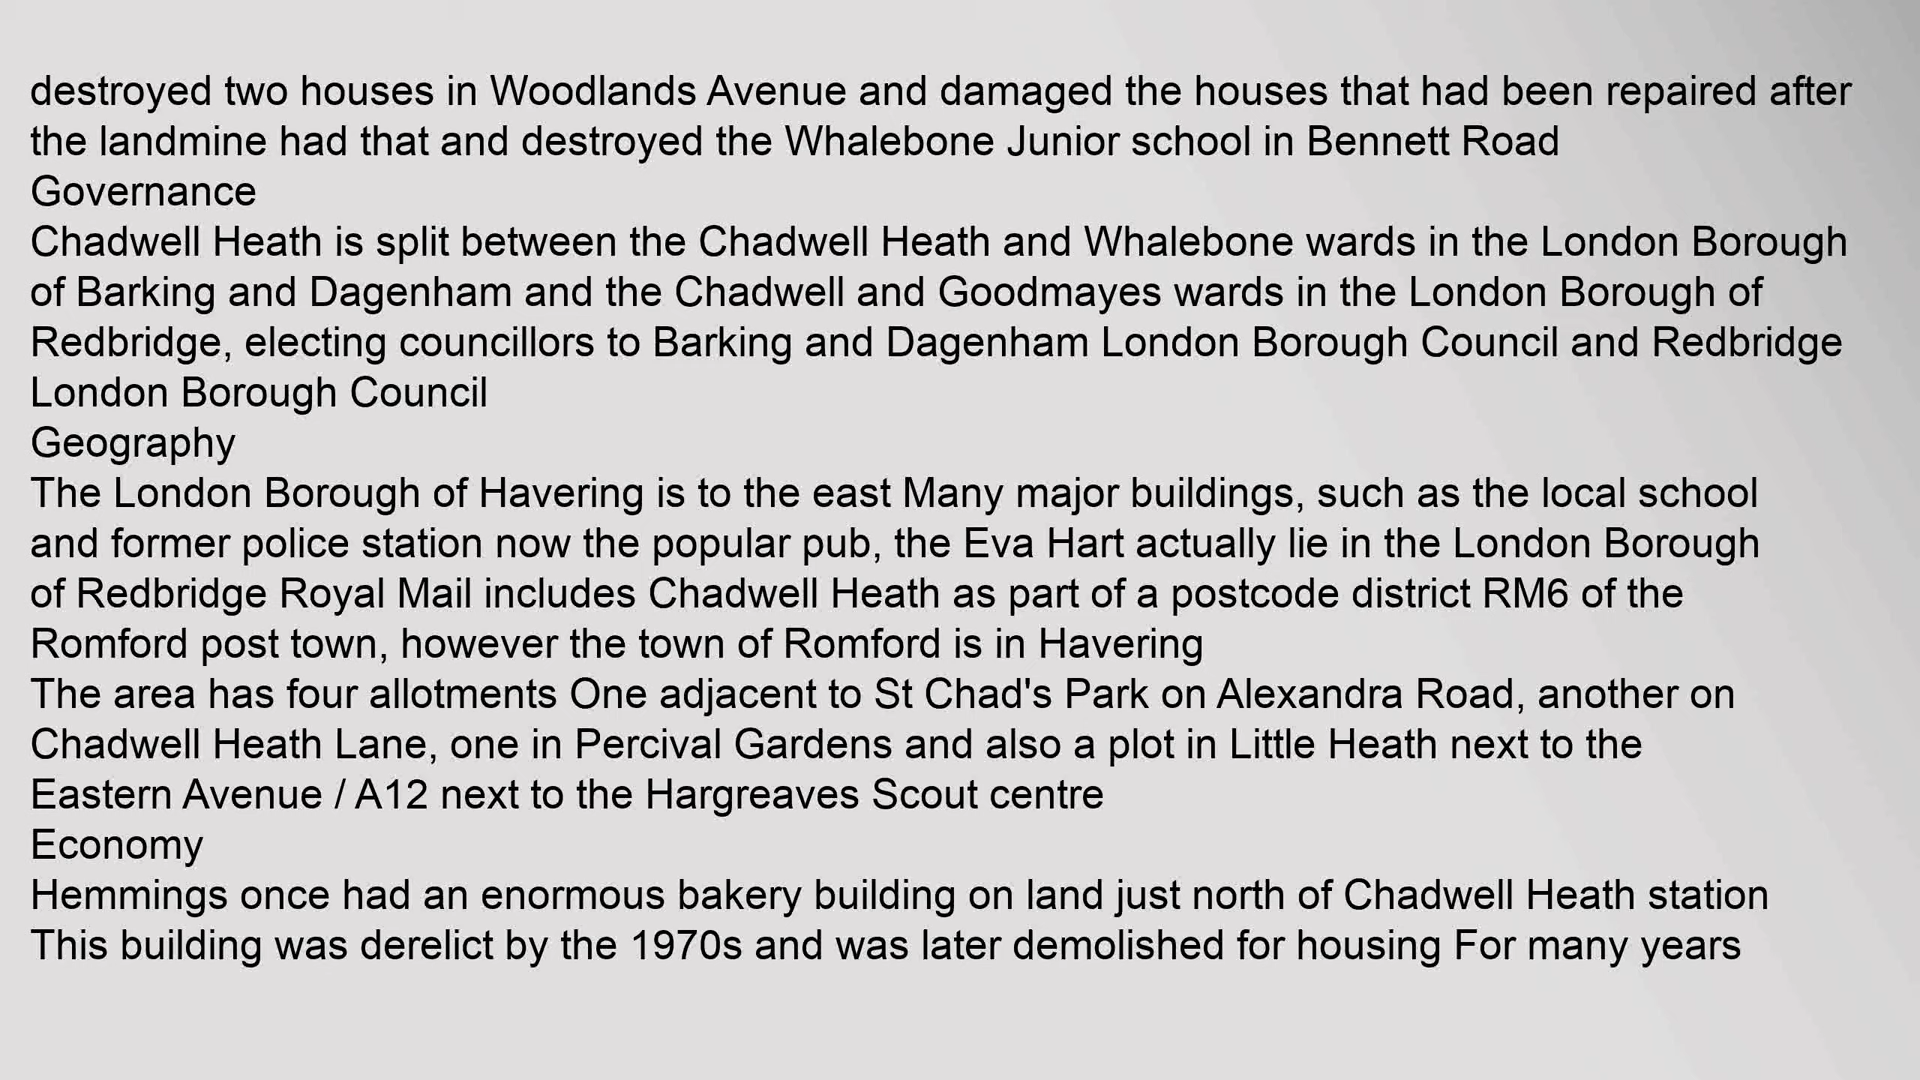 destroyed two houses in Woodlands Avenue and damaged the houses that had been repaired after
the landmine had that and destroyed the Whalebone Junior school in Bennett Road
Governance
Chadwell Heath is split between the Chadwell Heath and Whalebone wards in the London Borough
of Barking and Dagenham and the Chadwell and Goodmayes wards in the London Borough of
Redbridge, electing councillors to Barking and Dagenham London Borough Council and Redbridge
London Borough Council
Geography
The London Borough of Havering is to the east Many major buildings, such as the local school
and former police station now the popular pub, the Eva Hart actually lie in the London Borough
of Redbridge Royal Mail includes Chadwell Heath as part of a postcode district RM6 of the
Romford post town, however the town of Romford is in Havering
The area has four allotments One adjacent to St Chad's Park on Alexandra Road, another on
Chadwell Heath Lane, one in Percival Gardens and also a plot in Little Heath next to the
Eastern Avenue / A12 next to the Hargreaves Scout centre
Economy
Hemmings once had an enormous bakery building on land just north of Chadwell Heath station
This building was derelict by the 1970s and was later demolished for housing For many years